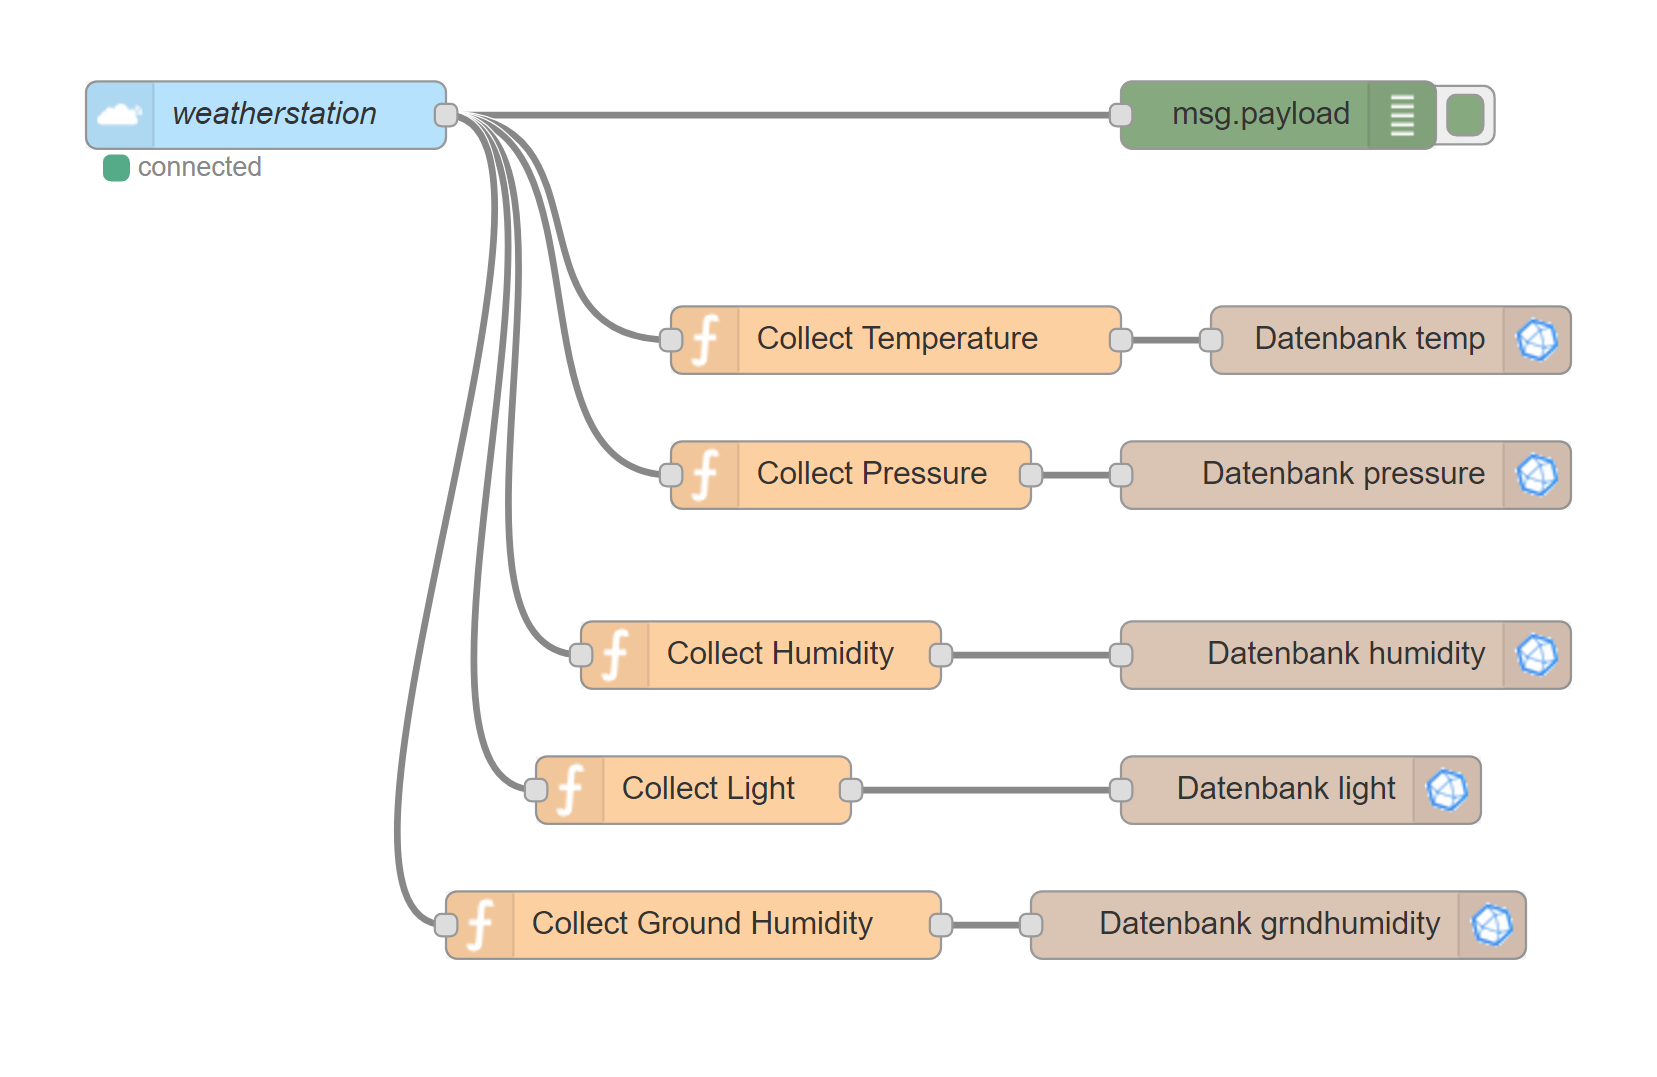 weatherstation
msg.payload
connected
Collect Temperature
Datenbank temp
Collect Pressure
Datenbank pressure
Collect Humidity
Datenbank humidity
Collect Light
Datenbank light
Collect Ground Humidity
Datenbank grndhumidity